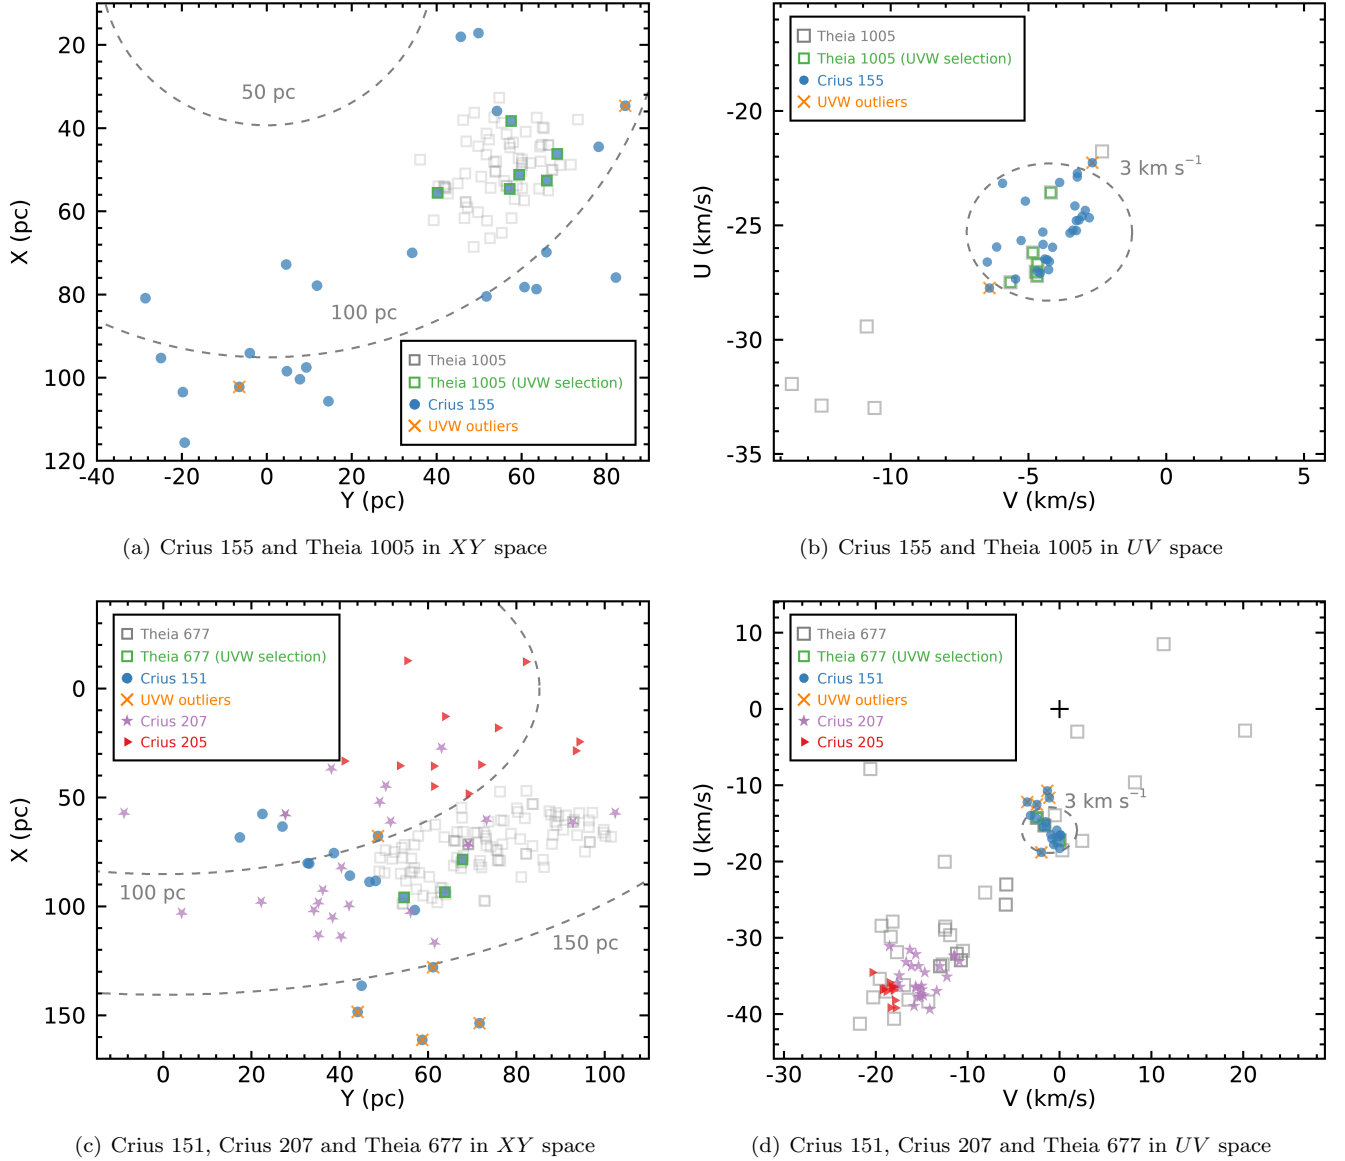 20
40
60
80
100
120
X (pc)
-40
-20
0
20
40
60
80
Y (pc)
50 pc
100 pc
Theia 1005
Theia 1005 (UVW selection)
Crius 155
UVW outliers
(a) Crius 155 and Theia 1005 in XY space
-20
-25
-30
-35
U (km/s)
-10
-5
0
5
V (km/s)
3 km s⁻¹
Theia 1005
Theia 1005 (UVW selection)
Crius 155
UVW outliers
(b) Crius 155 and Theia 1005 in UV space
0
50
100
150
X (pc)
0
20
40
60
80
100
Y (pc)
100 pc
150 pc
Theia 677
Theia 677 (UVW selection)
Crius 151
UVW outliers
Crius 207
Crius 205
(c) Crius 151, Crius 207 and Theia 677 in XY space
10
0
-10
-20
-30
-40
U (km/s)
-30
-20
-10
0
10
20
V (km/s)
3 km s⁻¹
Theia 677
Theia 677 (UVW selection)
Crius 151
UVW outliers
Crius 207
Crius 205
(d) Crius 151, Crius 207 and Theia 677 in UV space